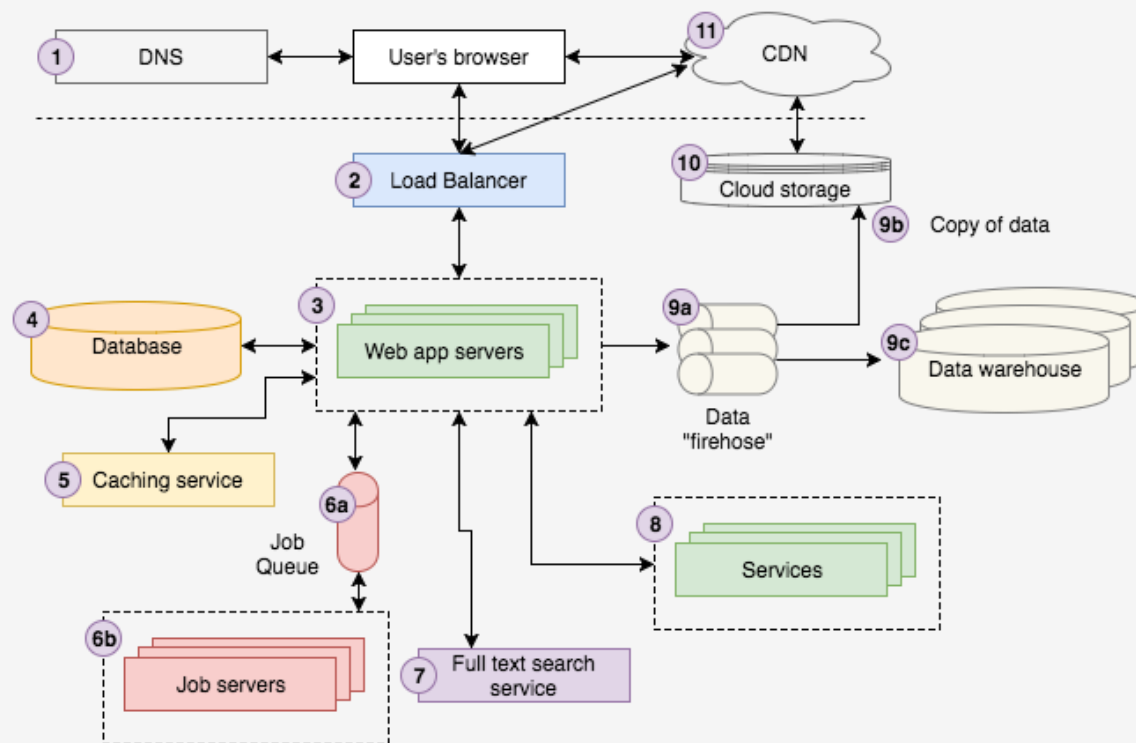 1
DNS
User's browser
11
CDN
2
Load Balancer
10
Cloud storage
9b
Copy of data
3
Web app servers
4
Database
9a
Data
"firehose"
9c
Data warehouse
5
Caching service
6a
Job
Queue
8
Services
6b
Job servers
7
Full text search
service